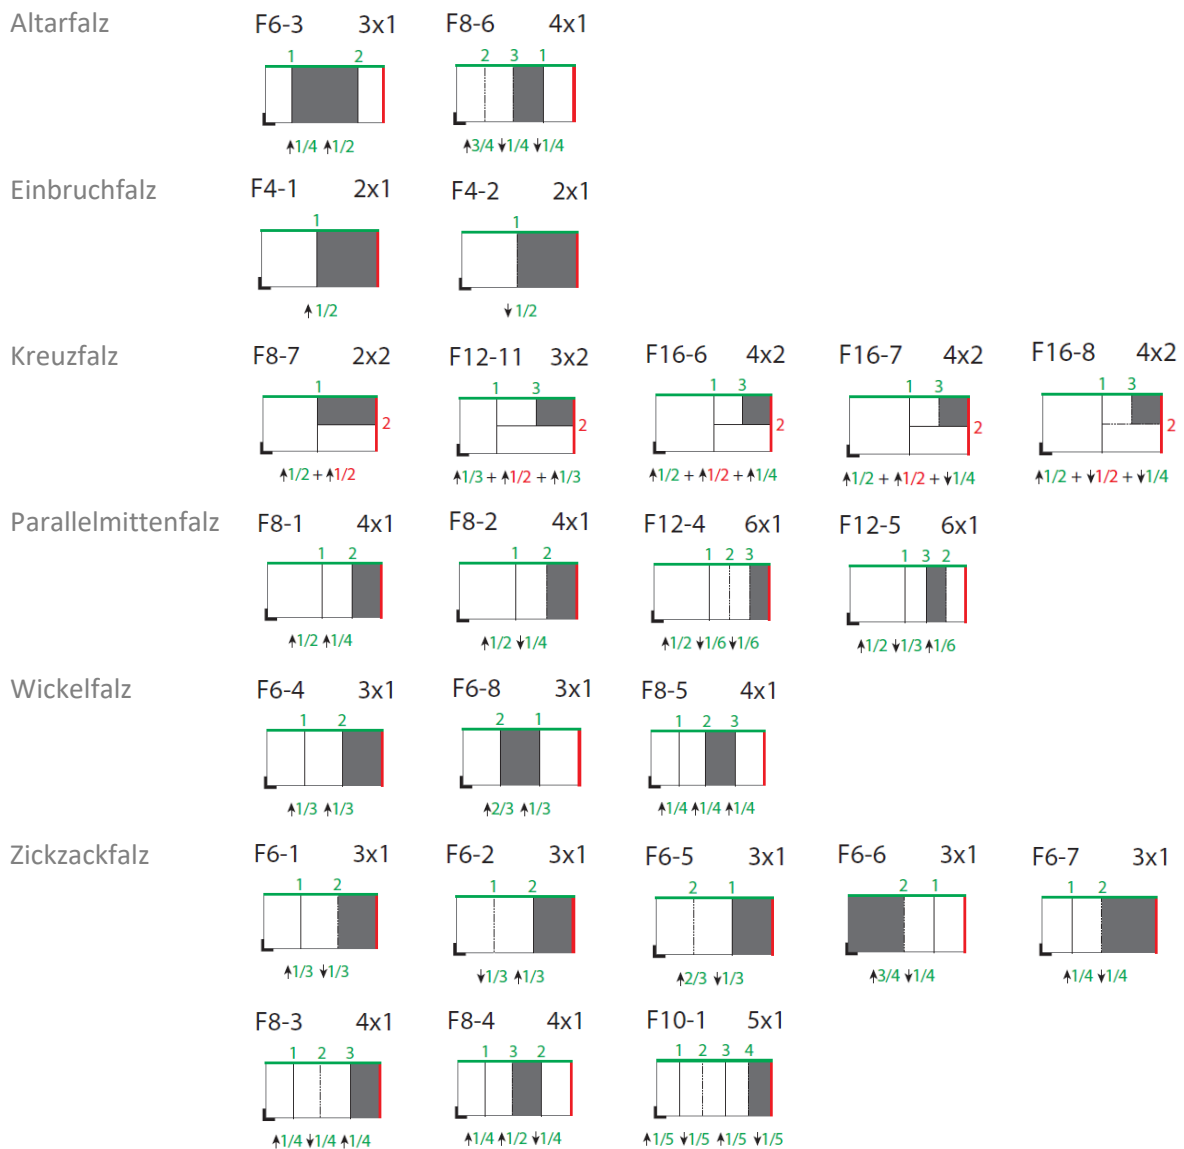 Altarfalz F6-3 3x1 F8-6 4x1
1 2 2 3 1
↑1/4 ↑1/2 ↑3/4 ↓1/4 ↓1/4
Einbruchfalz F4-1 2x1 F4-2 2x1
1 1
↑1/2 ↓1/2
Kreuzfalz F8-7 2x2 F12-11 3x2 F16-6 4x2 F16-7 4x2 F16-8 4x2
1 1 3 1 3 1 3 1 3
2 2 2 2 2
↑1/2 + ↑1/2 ↑1/3 + ↑1/2 + ↑1/3 ↑1/2 + ↑1/2 + ↑1/4 ↑1/2 + ↑1/2 + ↓1/4 ↑1/2 + ↓1/2 + ↓1/4
Parallelmittenfalz F8-1 4x1 F8-2 4x1 F12-4 6x1 F12-5 6x1
1 2 1 2 1 2 3 1 3 2
↑1/2 ↑1/4 ↑1/2 ↓1/4 ↑1/2 ↓1/6 ↓1/6 ↑1/2 ↓1/3 ↑1/6
Wickelfalz F6-4 3x1 F6-8 3x1 F8-5 4x1
1 2 2 1 1 2 3
↑1/3 ↑1/3 ↑2/3 ↑1/3 ↑1/4 ↑1/4 ↑1/4
Zickzackfalz F6-1 3x1 F6-2 3x1 F6-5 3x1 F6-6 3x1 F6-7 3x1
1 2 1 2 2 1 2 1 1 2
↑1/3 ↓1/3 ↓1/3 ↑1/3 ↑2/3 ↓1/3 ↑3/4 ↓1/4 ↑1/4 ↓1/4
F8-3 4x1 F8-4 4x1 F10-1 5x1
1 2 3 1 3 2 1 2 3 4
↑1/4 ↓1/4 ↑1/4 ↑1/4 ↑1/2 ↓1/4 ↑1/5 ↓1/5 ↑1/5 ↓1/5